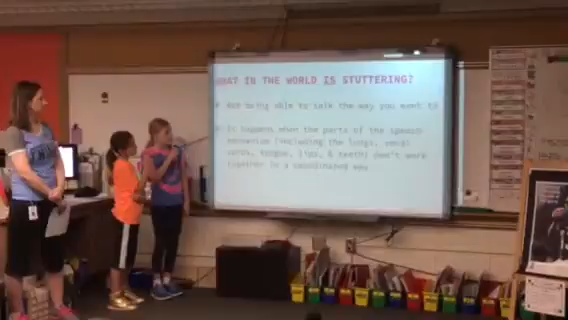 WHAT IN THE WORLD IS STUTTERING?
Not being able to talk the way you want to
It happens when the parts of the speech
mechanism (including the lungs, vocal
cords, tongue, lips, & teeth) don't work
together in a coordinated way